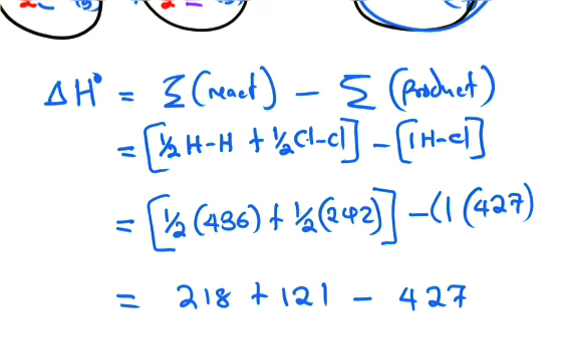 ΔH° = Σ(react) - Σ(Product)
= [½ H-H + ½ Cl-Cl] - [1 H-Cl]
= [½ (436) + ½ (242)] - (1 (427)
= 218 + 121 - 427